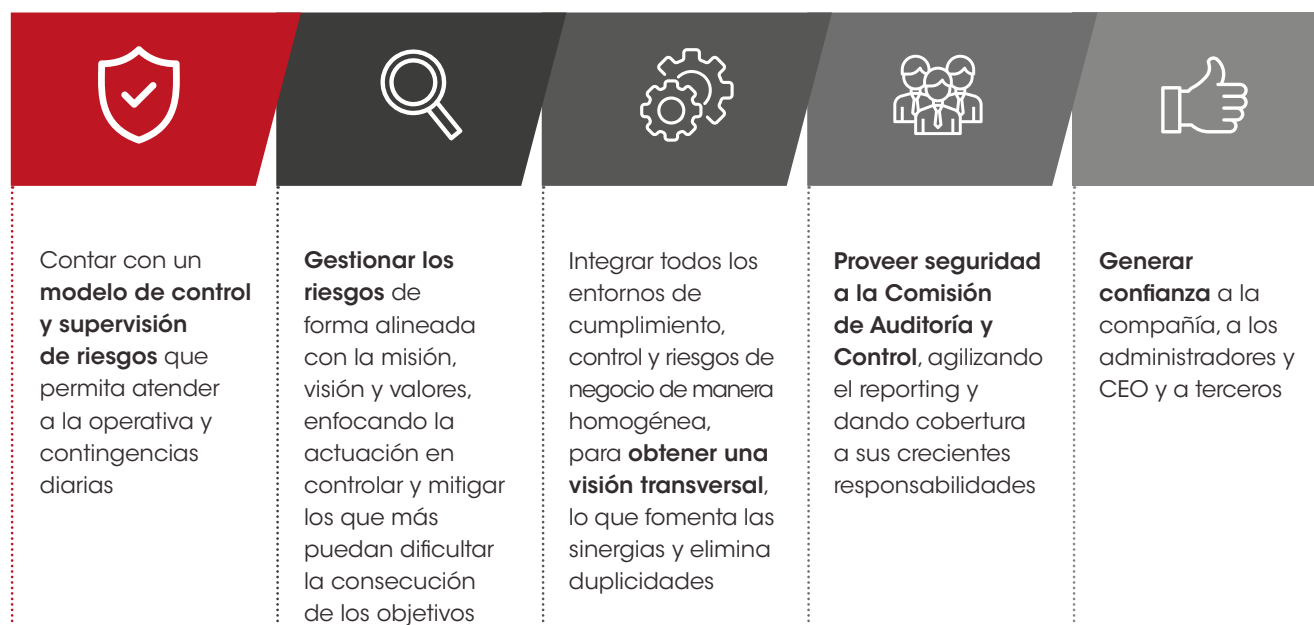 Contar con un
modelo de control
y supervisión
de riesgos que
permita atender
a la operativa y
contingencias
diarias
Gestionar los
riesgos de
forma alineada
con la misión,
visión y valores,
enfocando la
actuación en
controlar y mitigar
los que más
puedan dificultar
la consecución
de los objetivos
Integrar todos los
entornos de
cumplimiento,
control y riesgos de
negocio de manera
homogénea,
para obtener una
visión transversal,
lo que fomenta las
sinergias y elimina
duplicidades
Proveer seguridad
a la Comisión
de Auditoría y
Control, agilizando
el reporting y
dando cobertura
a sus crecientes
responsabilidades
Generar
confianza a la
compañía, a los
administradores y
CEO y a terceros